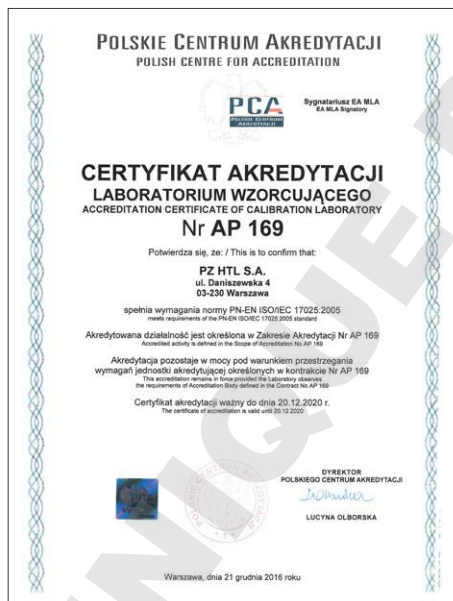 POLSKIE CENTRUM AKREDYTACJI
POLISH CENTRE FOR ACCREDITATION
PCA
POLSKIE CENTRUM
AKREDYTACJI
Sygnatariusz EA MLA
EA MLA Signatory
CERTYFIKAT AKREDYTACJI
LABORATORIUM WZORCUJĄCEGO
ACCREDITATION CERTIFICATE OF CALIBRATION LABORATORY
Nr AP 169
Potwierdza się, że: / This is to confirm that:
PZ HTL S.A.
ul. Daniszewska 4
03-230 Warszawa
spełnia wymagania normy PN-EN ISO/IEC 17025:2005
meets requirements of the PN-EN ISO/IEC 17025:2005 standard
Akredytowana działalność jest określona w Zakresie Akredytacji Nr AP 169
Accredited activity is defined in the Scope of Accreditation No AP 169
Akredytacja pozostaje w mocy pod warunkiem przestrzegania
wymagań jednostki akredytującej określonych w kontrakcie Nr AP 169
This accreditation remains in force provided the Laboratory observes
the requirements of Accreditation Body defined in the Contract No AP 169
Certyfikat akredytacji ważny do dnia 20.12.2020 r.
The certificate of accreditation is valid until 20.12.2020
DYREKTOR
POLSKIEGO CENTRUM AKREDYTACJI
LUCYNA OLBORSKA
Warszawa, dnia 21 grudnia 2016 roku